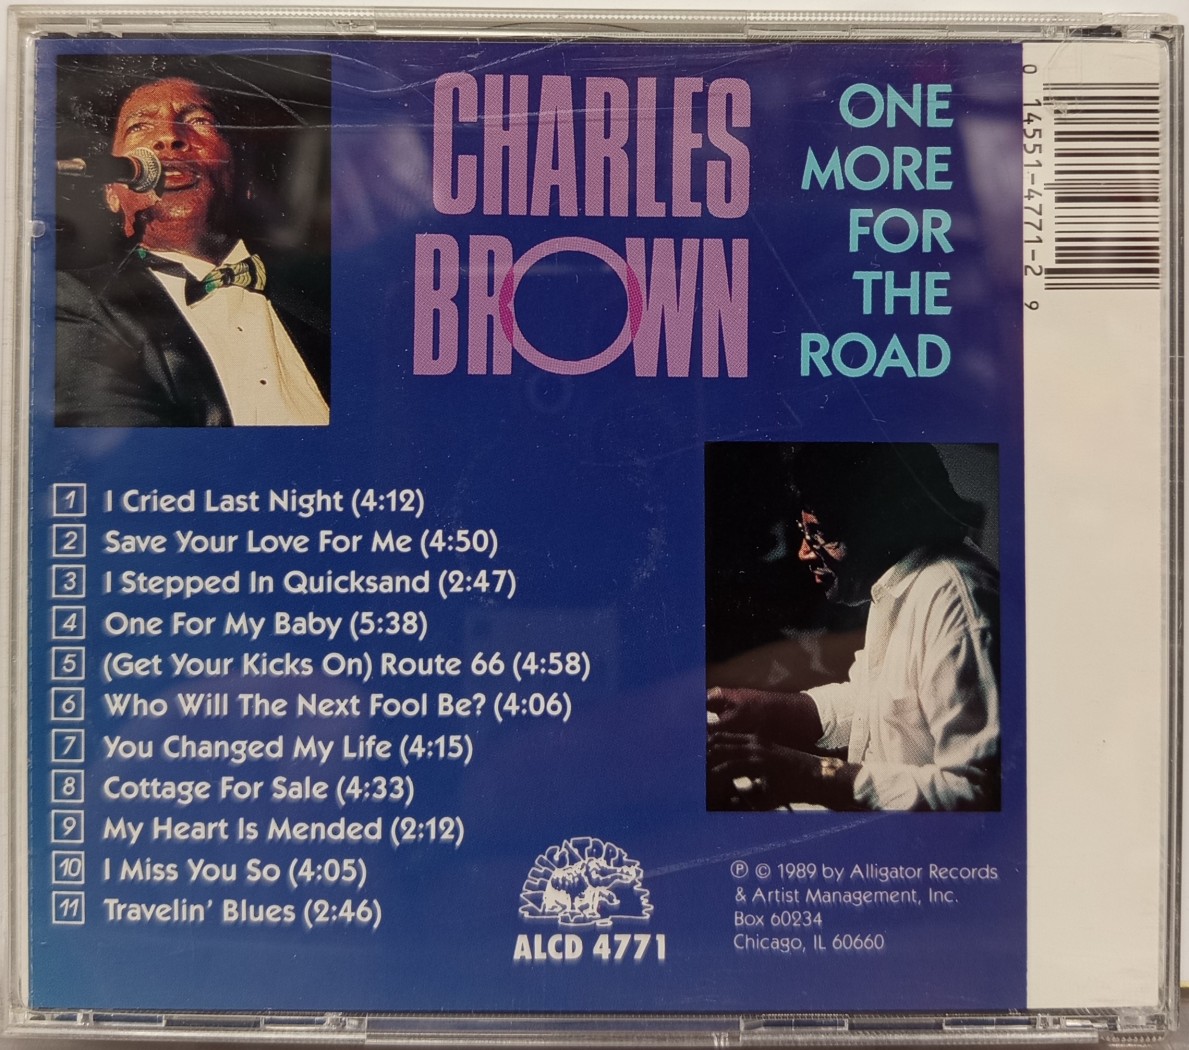 CHARLES
BROWN
ONE
MORE
FOR
THE
ROAD
0 14551-4771-2 9
1 I Cried Last Night (4:12)
2 Save Your Love For Me (4:50)
3 I Stepped In Quicksand (2:47)
4 One For My Baby (5:38)
5 (Get Your Kicks On) Route 66 (4:58)
6 Who Will The Next Fool Be? (4:06)
7 You Changed My Life (4:15)
8 Cottage For Sale (4:33)
9 My Heart Is Mended (2:12)
10 I Miss You So (4:05)
11 Travelin' Blues (2:46)
ALLIGATOR
ALCD 4771
℗ © 1989 by Alligator Records
& Artist Management, Inc.
Box 60234
Chicago, IL 60660